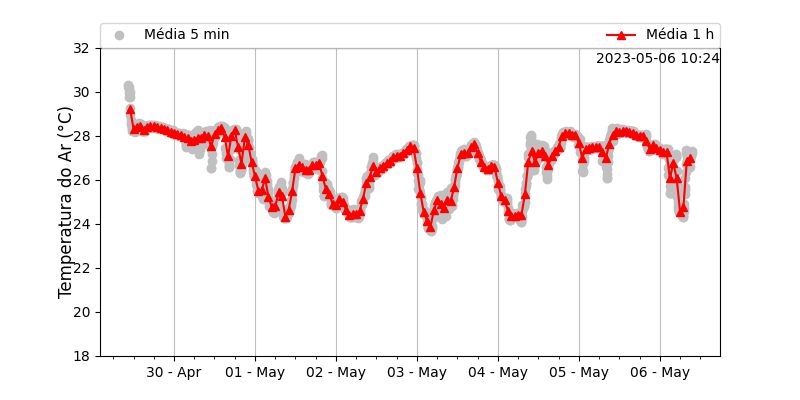 Média 5 min
Média 1 h
2023-05-06 10:24
Temperatura do Ar (°C)
32
30
28
26
24
22
20
18
30 - Apr
01 - May
02 - May
03 - May
04 - May
05 - May
06 - May